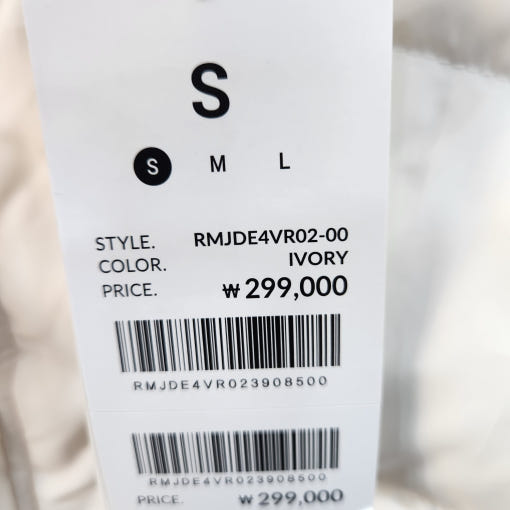 S
S M L
STYLE. RMJDE4VR02-00
COLOR. IVORY
PRICE. ₩299,000
RMJDE4VR023908500
RMJDE4VR023908500
PRICE. ₩299,000